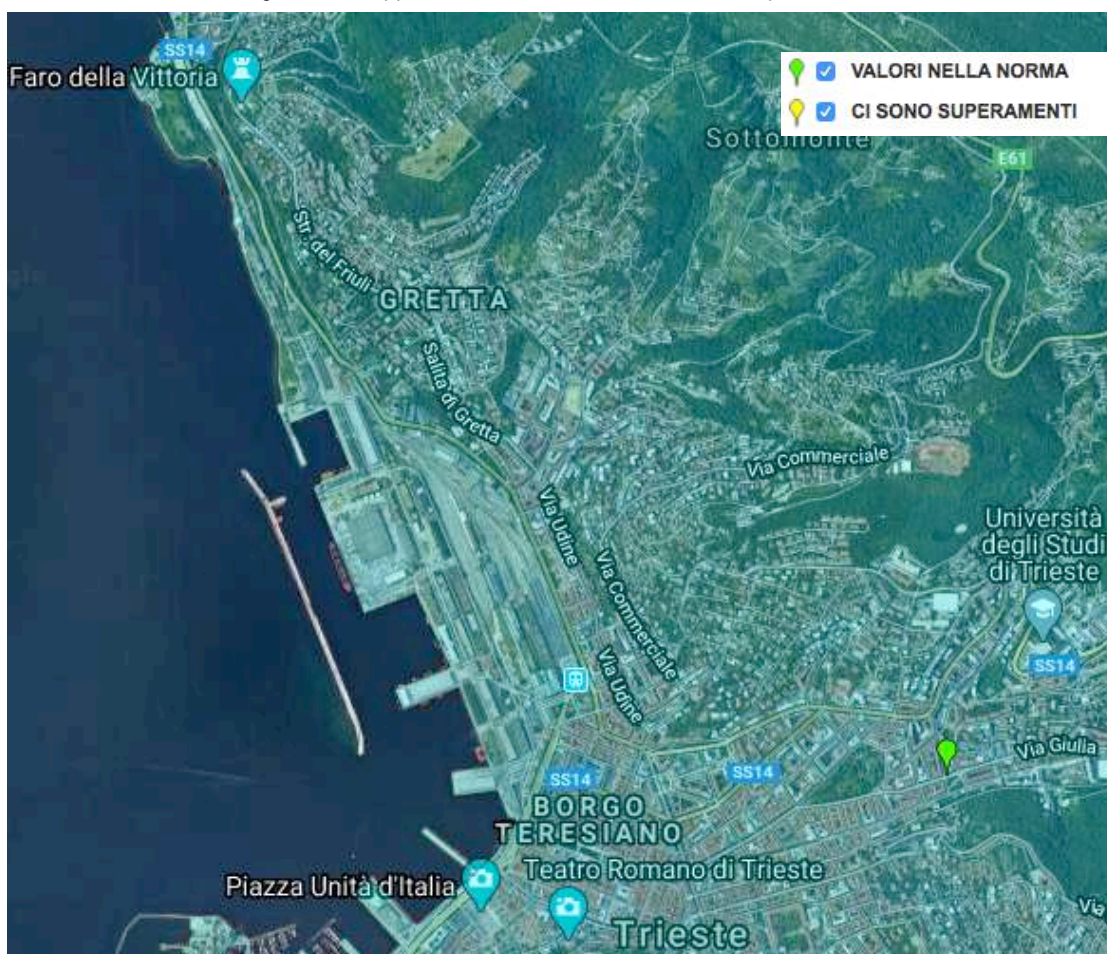 SS14
Faro della Vittoria
VALORI NELLA NORMA
CI SONO SUPERAMENTI
Sottomonte
E61
Str. del Friuli
GRETTA
Salita di Gretta
Via Commerciale
Università
degli Studi
di Trieste
Via Udine
Via Commerciale
SS14
Via Udine
Via Giulia
SS14
SS14
BORGO
TERESIANO
Teatro Romano di Trieste
Piazza Unità d'Italia
Via
Trieste